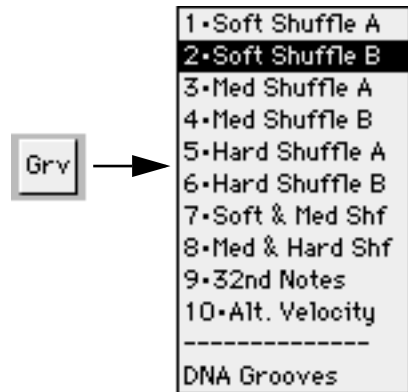 Grv
1•Soft Shuffle A
2•Soft Shuffle B
3•Med Shuffle A
4•Med Shuffle B
5•Hard Shuffle A
6•Hard Shuffle B
7•Soft & Med Shf
8•Med & Hard Shf
9•32nd Notes
10•Alt. Velocity
--------------
DNA Grooves